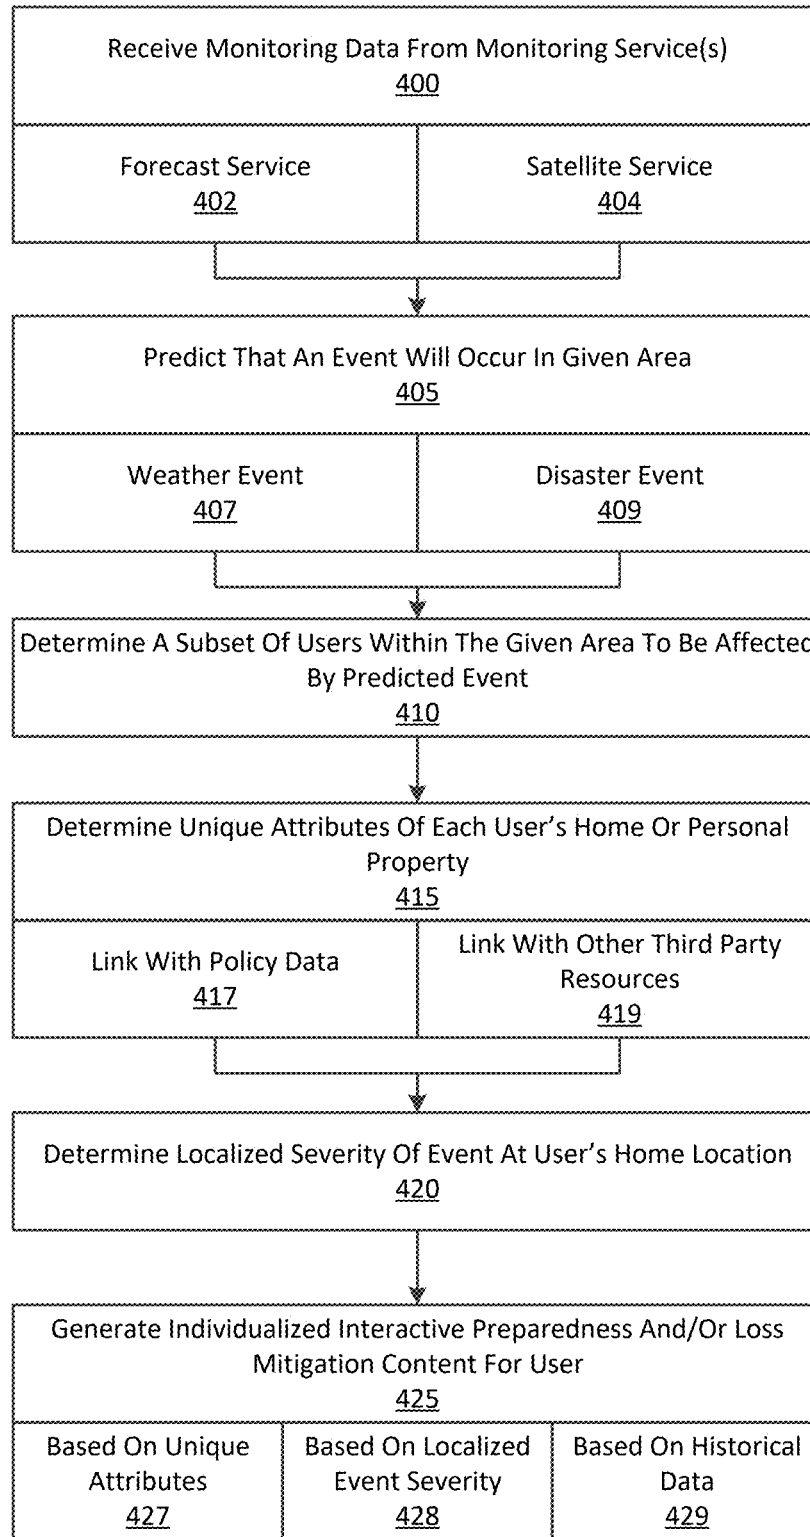 Receive Monitoring Data From Monitoring Service(s)
400
Forecast Service
402
Satellite Service
404
Predict That An Event Will Occur In Given Area
405
Weather Event
407
Disaster Event
409
Determine A Subset Of Users Within The Given Area To Be Affected
By Predicted Event
410
Determine Unique Attributes Of Each User's Home Or Personal
Property
415
Link With Policy Data
417
Link With Other Third Party
Resources
419
Determine Localized Severity Of Event At User's Home Location
420
Generate Individualized Interactive Preparedness And/Or Loss
Mitigation Content For User
425
Based On Unique
Attributes
427
Based On Localized
Event Severity
428
Based On Historical
Data
429